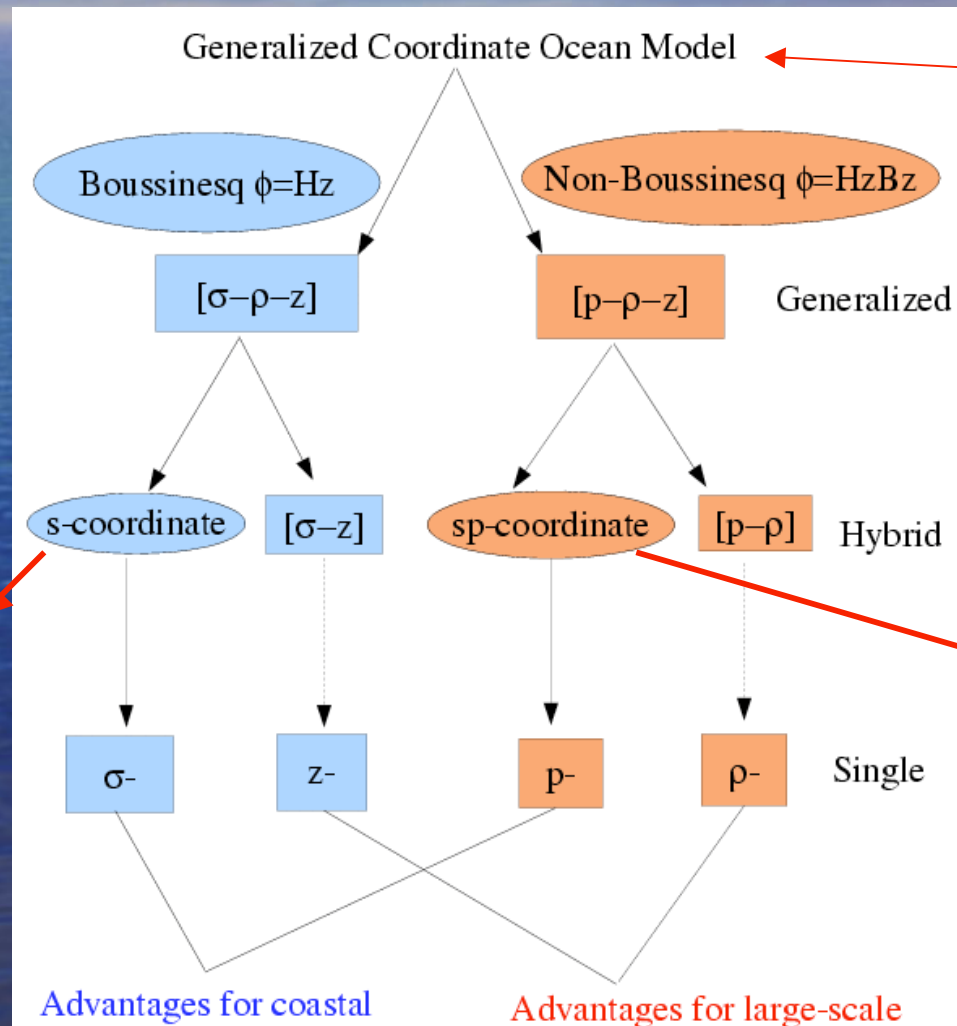 Generalized Coordinate Ocean Model
Boussinesq ϕ=Hz
Non-Boussinesq ϕ=HzBz
[σ−ρ−z]
[p−ρ−z]
Generalized
s-coordinate
[σ−z]
sp-coordinate
[p−ρ]
Hybrid
σ-
z-
p-
ρ-
Single
Advantages for coastal
Advantages for large-scale